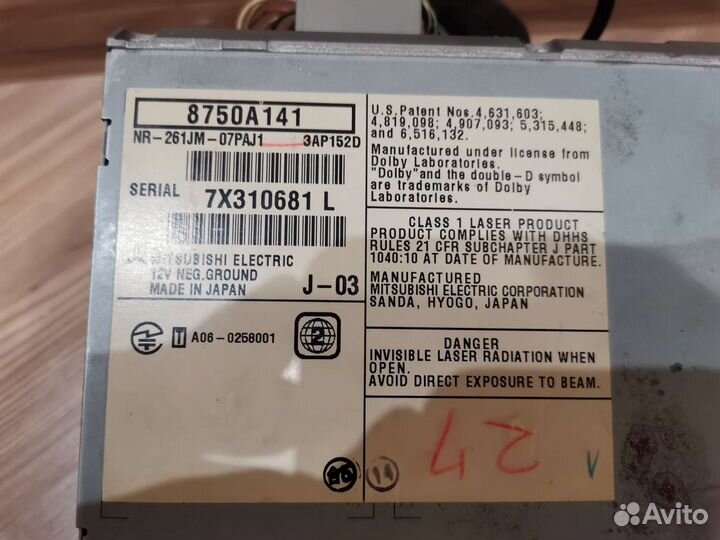 8750A141
NR-261JM-07PAJ1 3AP152D
SERIAL 7X310681 L
MITSUBISHI ELECTRIC
12V NEG.GROUND
MADE IN JAPAN J-03
T A06-0258001
2
U.S.Patent Nos.4,631,603;
4,819,098; 4,907,093; 5,315,448;
and 6,516,132.
Manufactured under license from
Dolby Laboratories.
"Dolby"and the double-D symbol
are trademarks of Dolby
Laboratories.
CLASS 1 LASER PRODUCT
PRODUCT COMPLIES WITH DHHS
RULES 21 CFR SUBCHAPTER J PART
1040:10 AT DATE OF MANUFACTURE.
MANUFACTURED
MITSUBISHI ELECTRIC CORPORATION
SANDA, HYOGO, JAPAN
DANGER
INVISIBLE LASER RADIATION WHEN
OPEN.
AVOID DIRECT EXPOSURE TO BEAM.
27
14
Avito